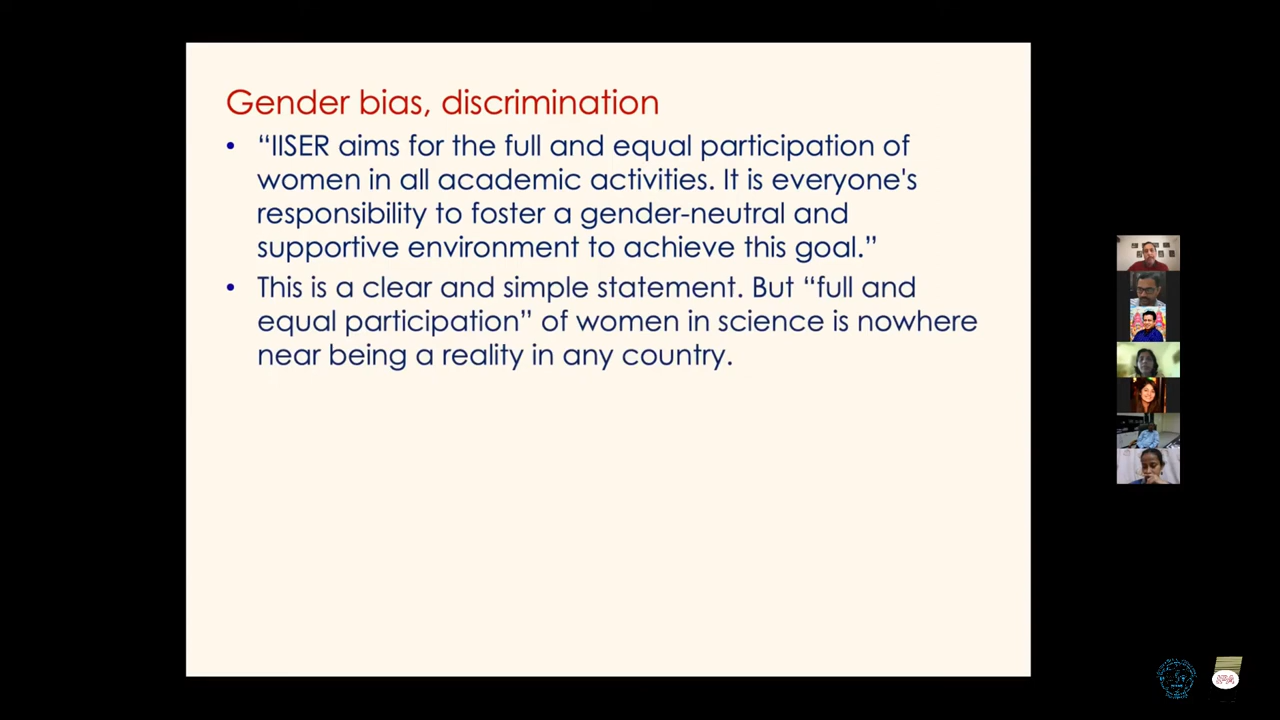 Gender bias, discrimination
• “IISER aims for the full and equal participation of
women in all academic activities. It is everyone's
responsibility to foster a gender-neutral and
supportive environment to achieve this goal.”
• This is a clear and simple statement. But “full and
equal participation” of women in science is nowhere
near being a reality in any country.